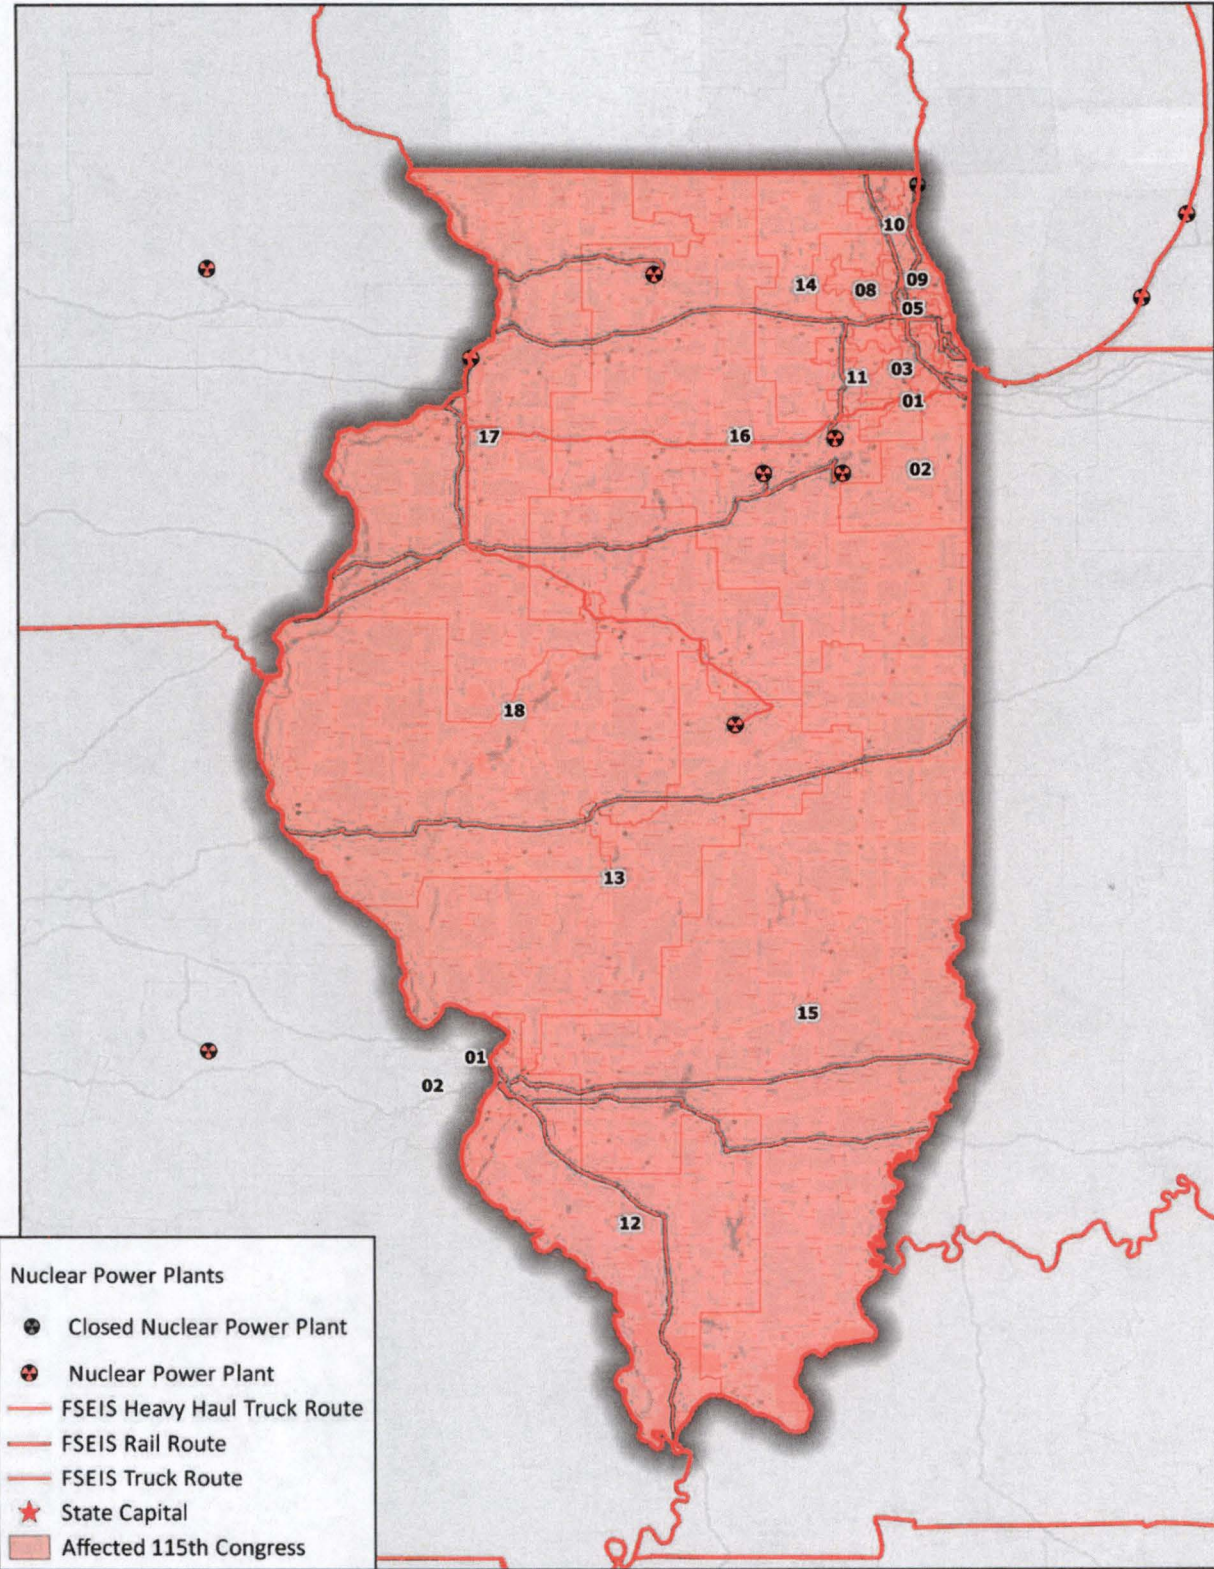 10
09
14
08
05
03
11
01
17
16
02
18
13
15
01
02
12
Nuclear Power Plants
Closed Nuclear Power Plant
Nuclear Power Plant
FSEIS Heavy Haul Truck Route
FSEIS Rail Route
FSEIS Truck Route
State Capital
Affected 115th Congress